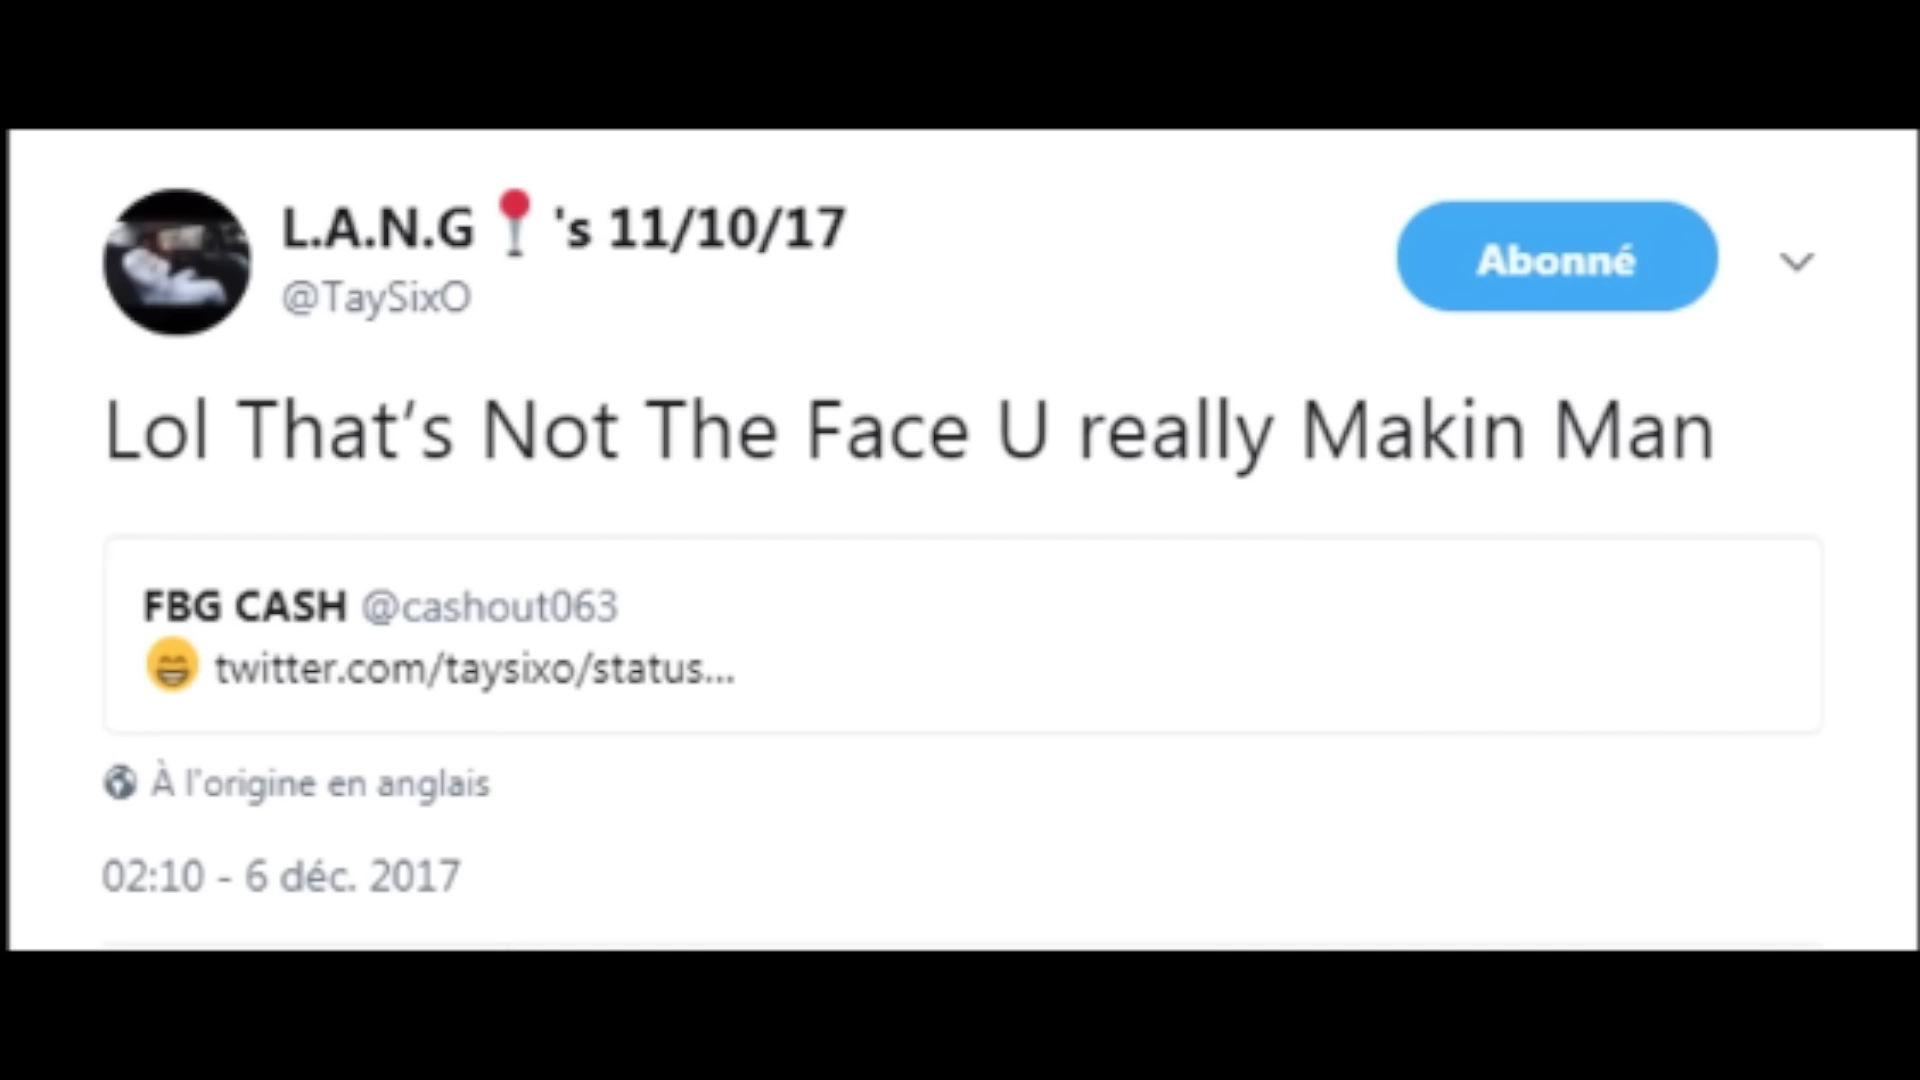 L.A.N.G📍's 11/10/17
@TaySixO
Abonné
Lol That's Not The Face U really Makin Man
FBG CASH @cashout063
😄 twitter.com/taysixo/status...
À l'origine en anglais
02:10 - 6 déc. 2017